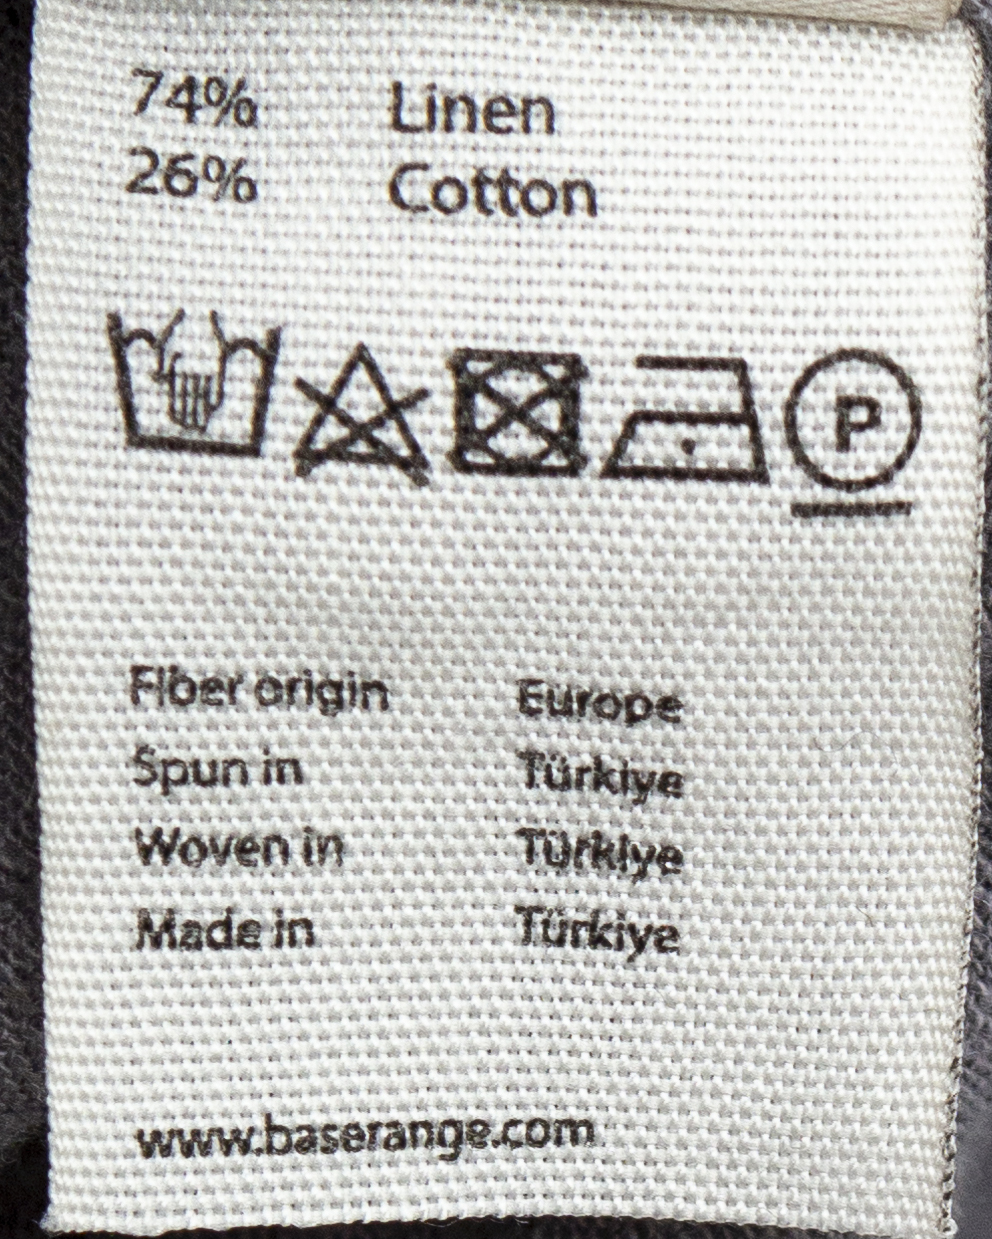 74% Linen
26% Cotton
P
Fiber origin Europe
Spun in Türkiye
Woven in Türkiye
Made in Türkiye
www.baserange.com